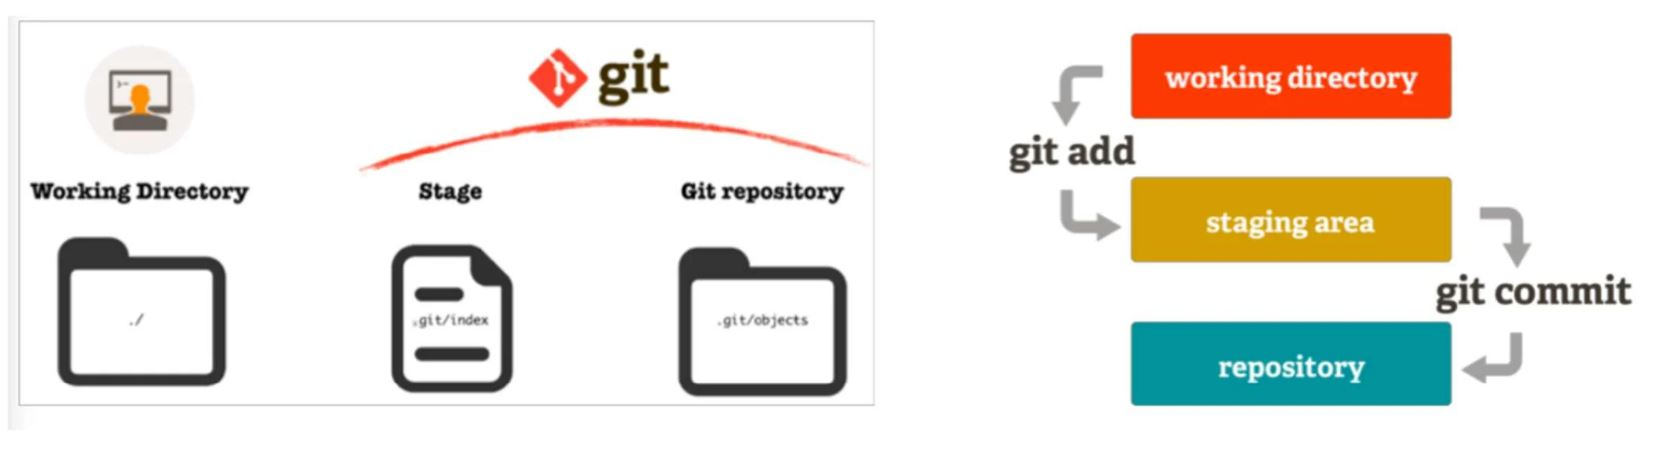 git
Working Directory
Stage
Git repository
./
.git/index
.git/objects
working directory
git add
staging area
git commit
repository